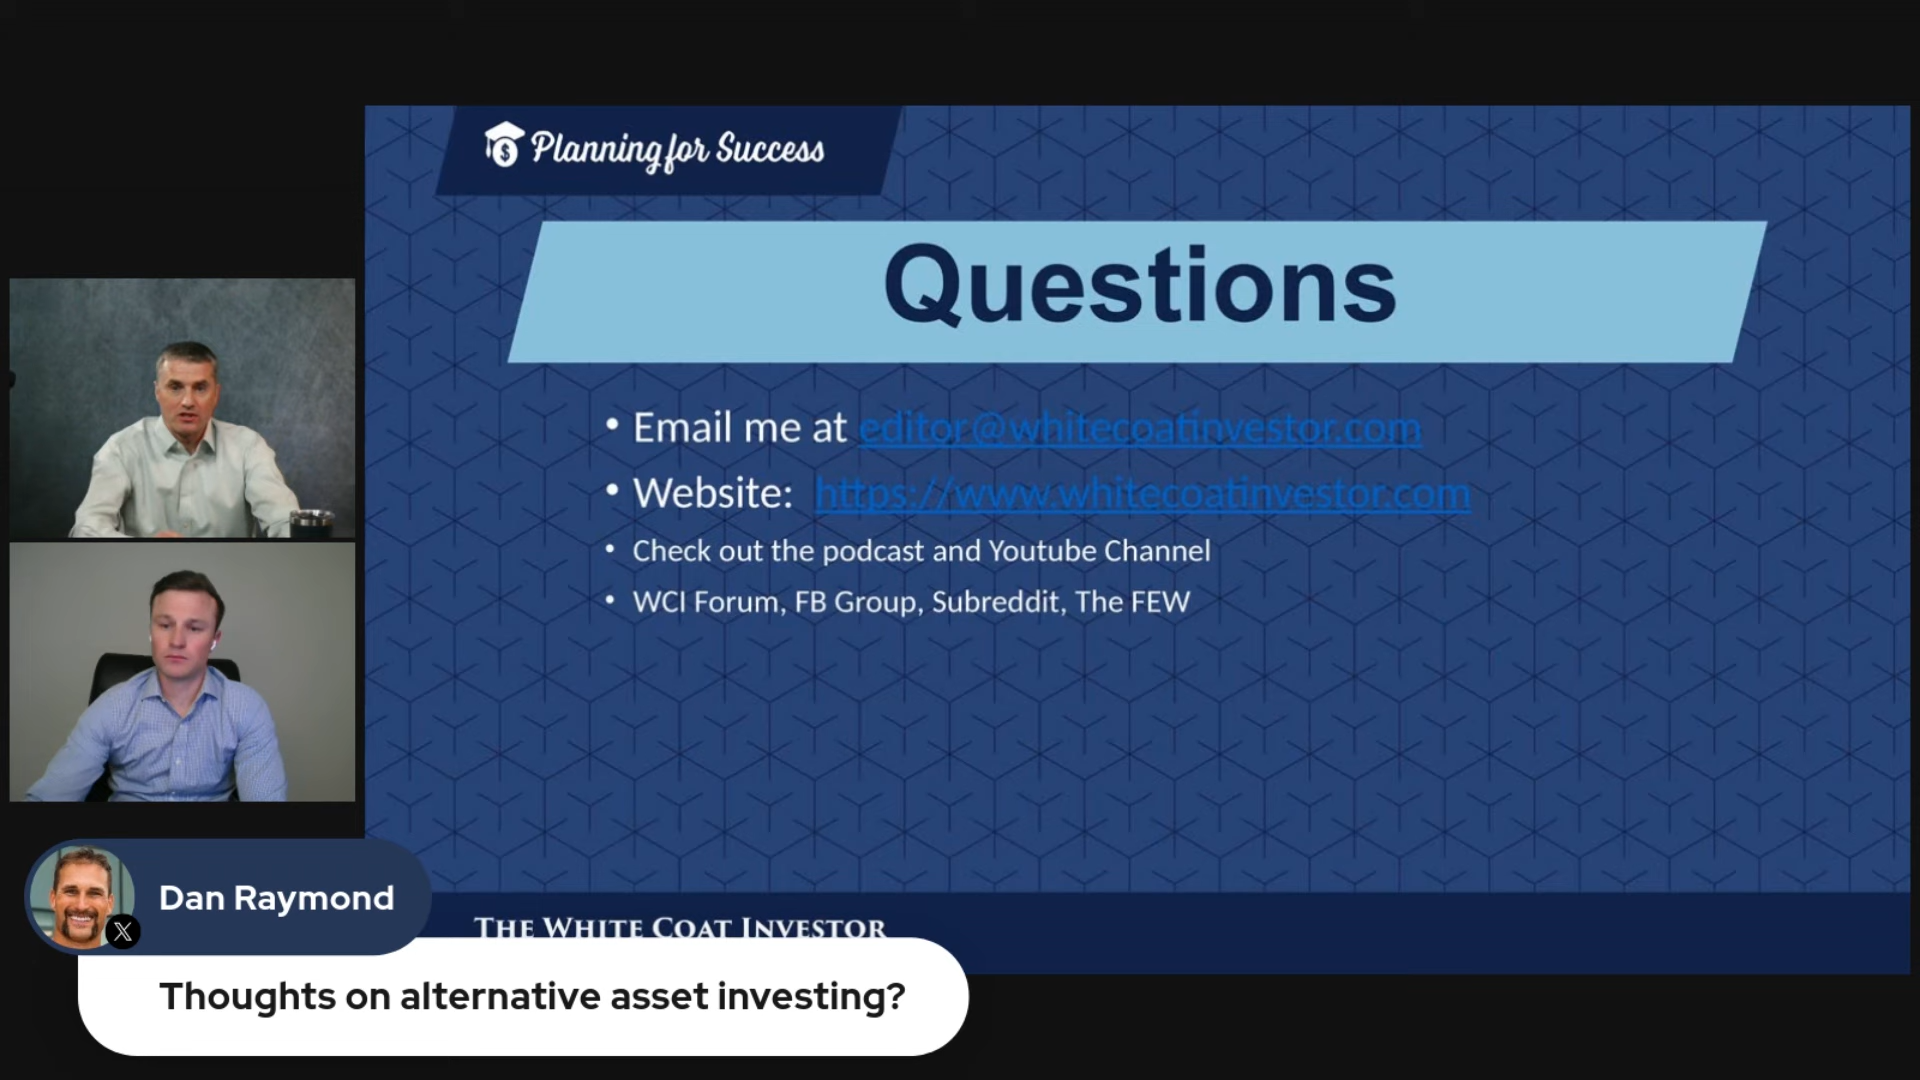 Planning for Success
Questions
• Email me at editor@whitecoatinvestor.com
• Website: https://www.whitecoatinvestor.com
• Check out the podcast and Youtube Channel
• WCI Forum, FB Group, Subreddit, The FEW
Dan Raymond
THE WHITE COAT INVESTOR
Thoughts on alternative asset investing?